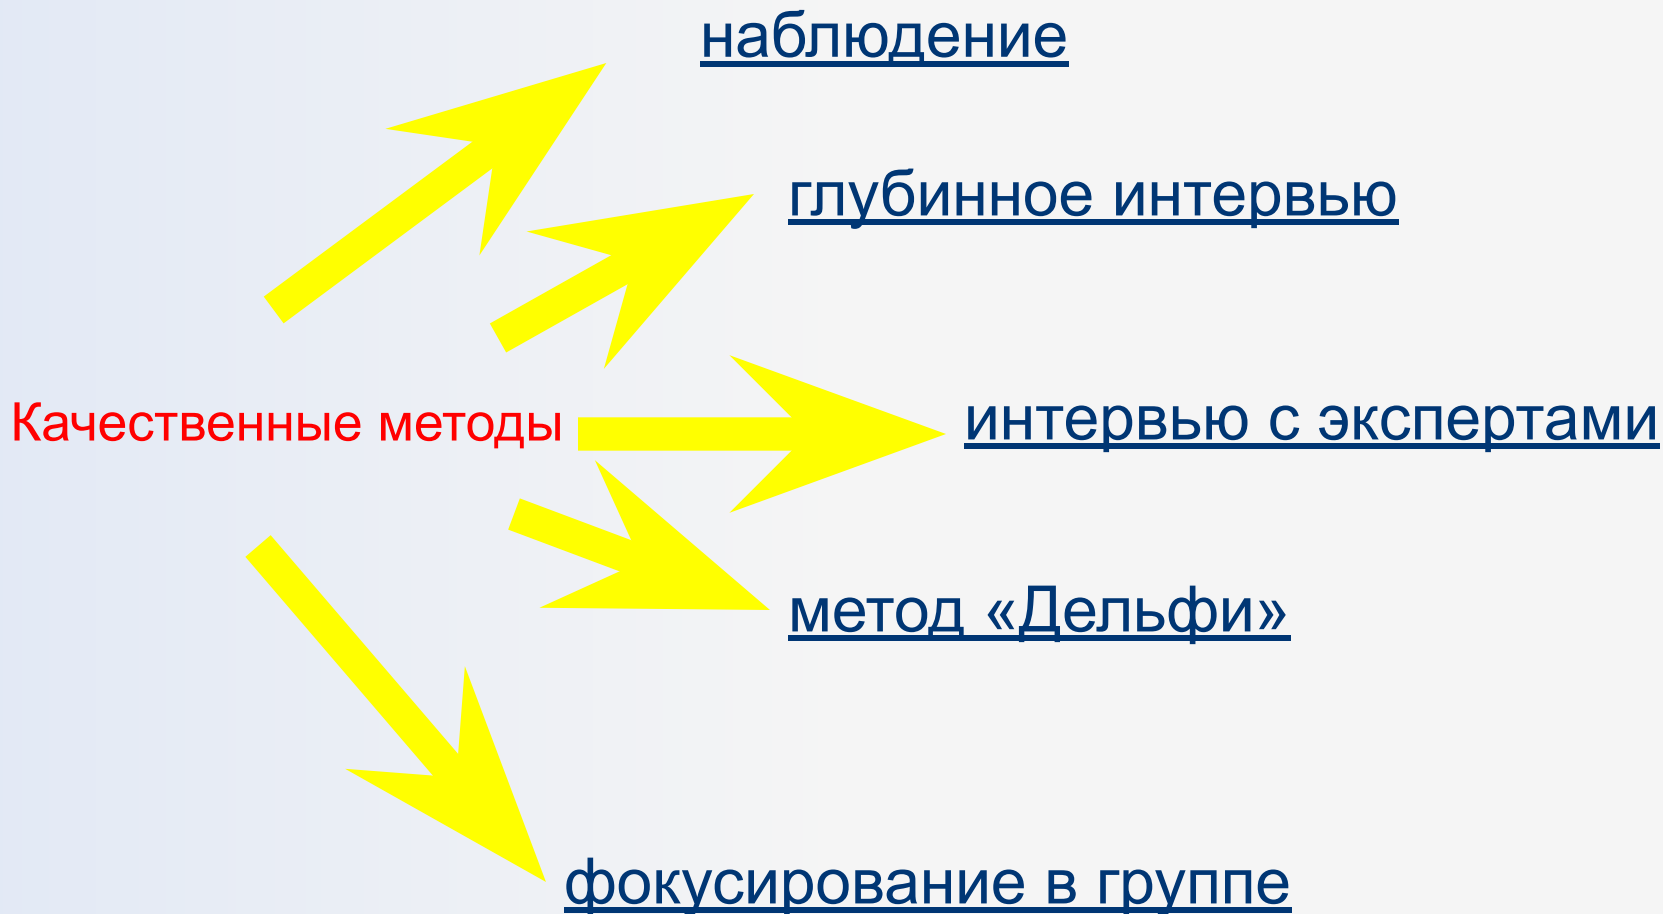 наблюдение
глубинное интервью
Качественные методы
интервью с экспертами
метод «Дельфи»
фокусирование в группе